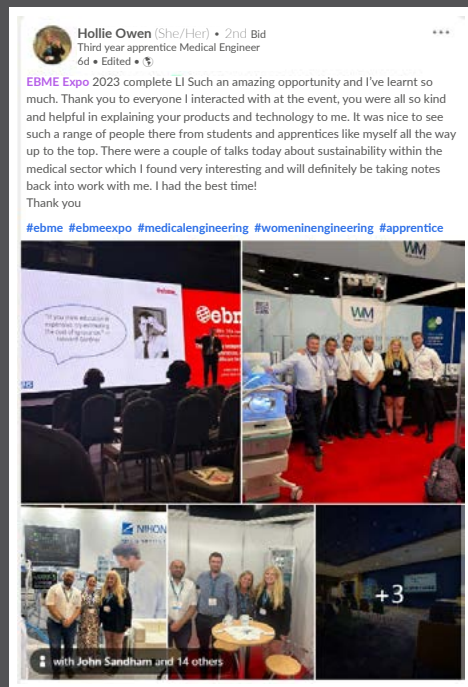 Hollie Owen (She/Her) • 2nd Bid
Third year apprentice Medical Engineer
6d • Edited •
EBME Expo 2023 complete LI Such an amazing opportunity and I've learnt so
much. Thank you to everyone I interacted with at the event, you were all so kind
and helpful in explaining your products and technology to me. It was nice to see
such a range of people there from students and apprentices like myself all the way
up to the top. There were a couple of talks today about sustainability within the
medical sector which I found very interesting and will definitely be taking notes
back into work with me. I had the best time!
Thank you
#ebme #ebmeexpo #medicalengineering #womeninengineering #apprentice
#ebme
ebm
WM
WM
NIHON
+3
with John Sandham and 14 others